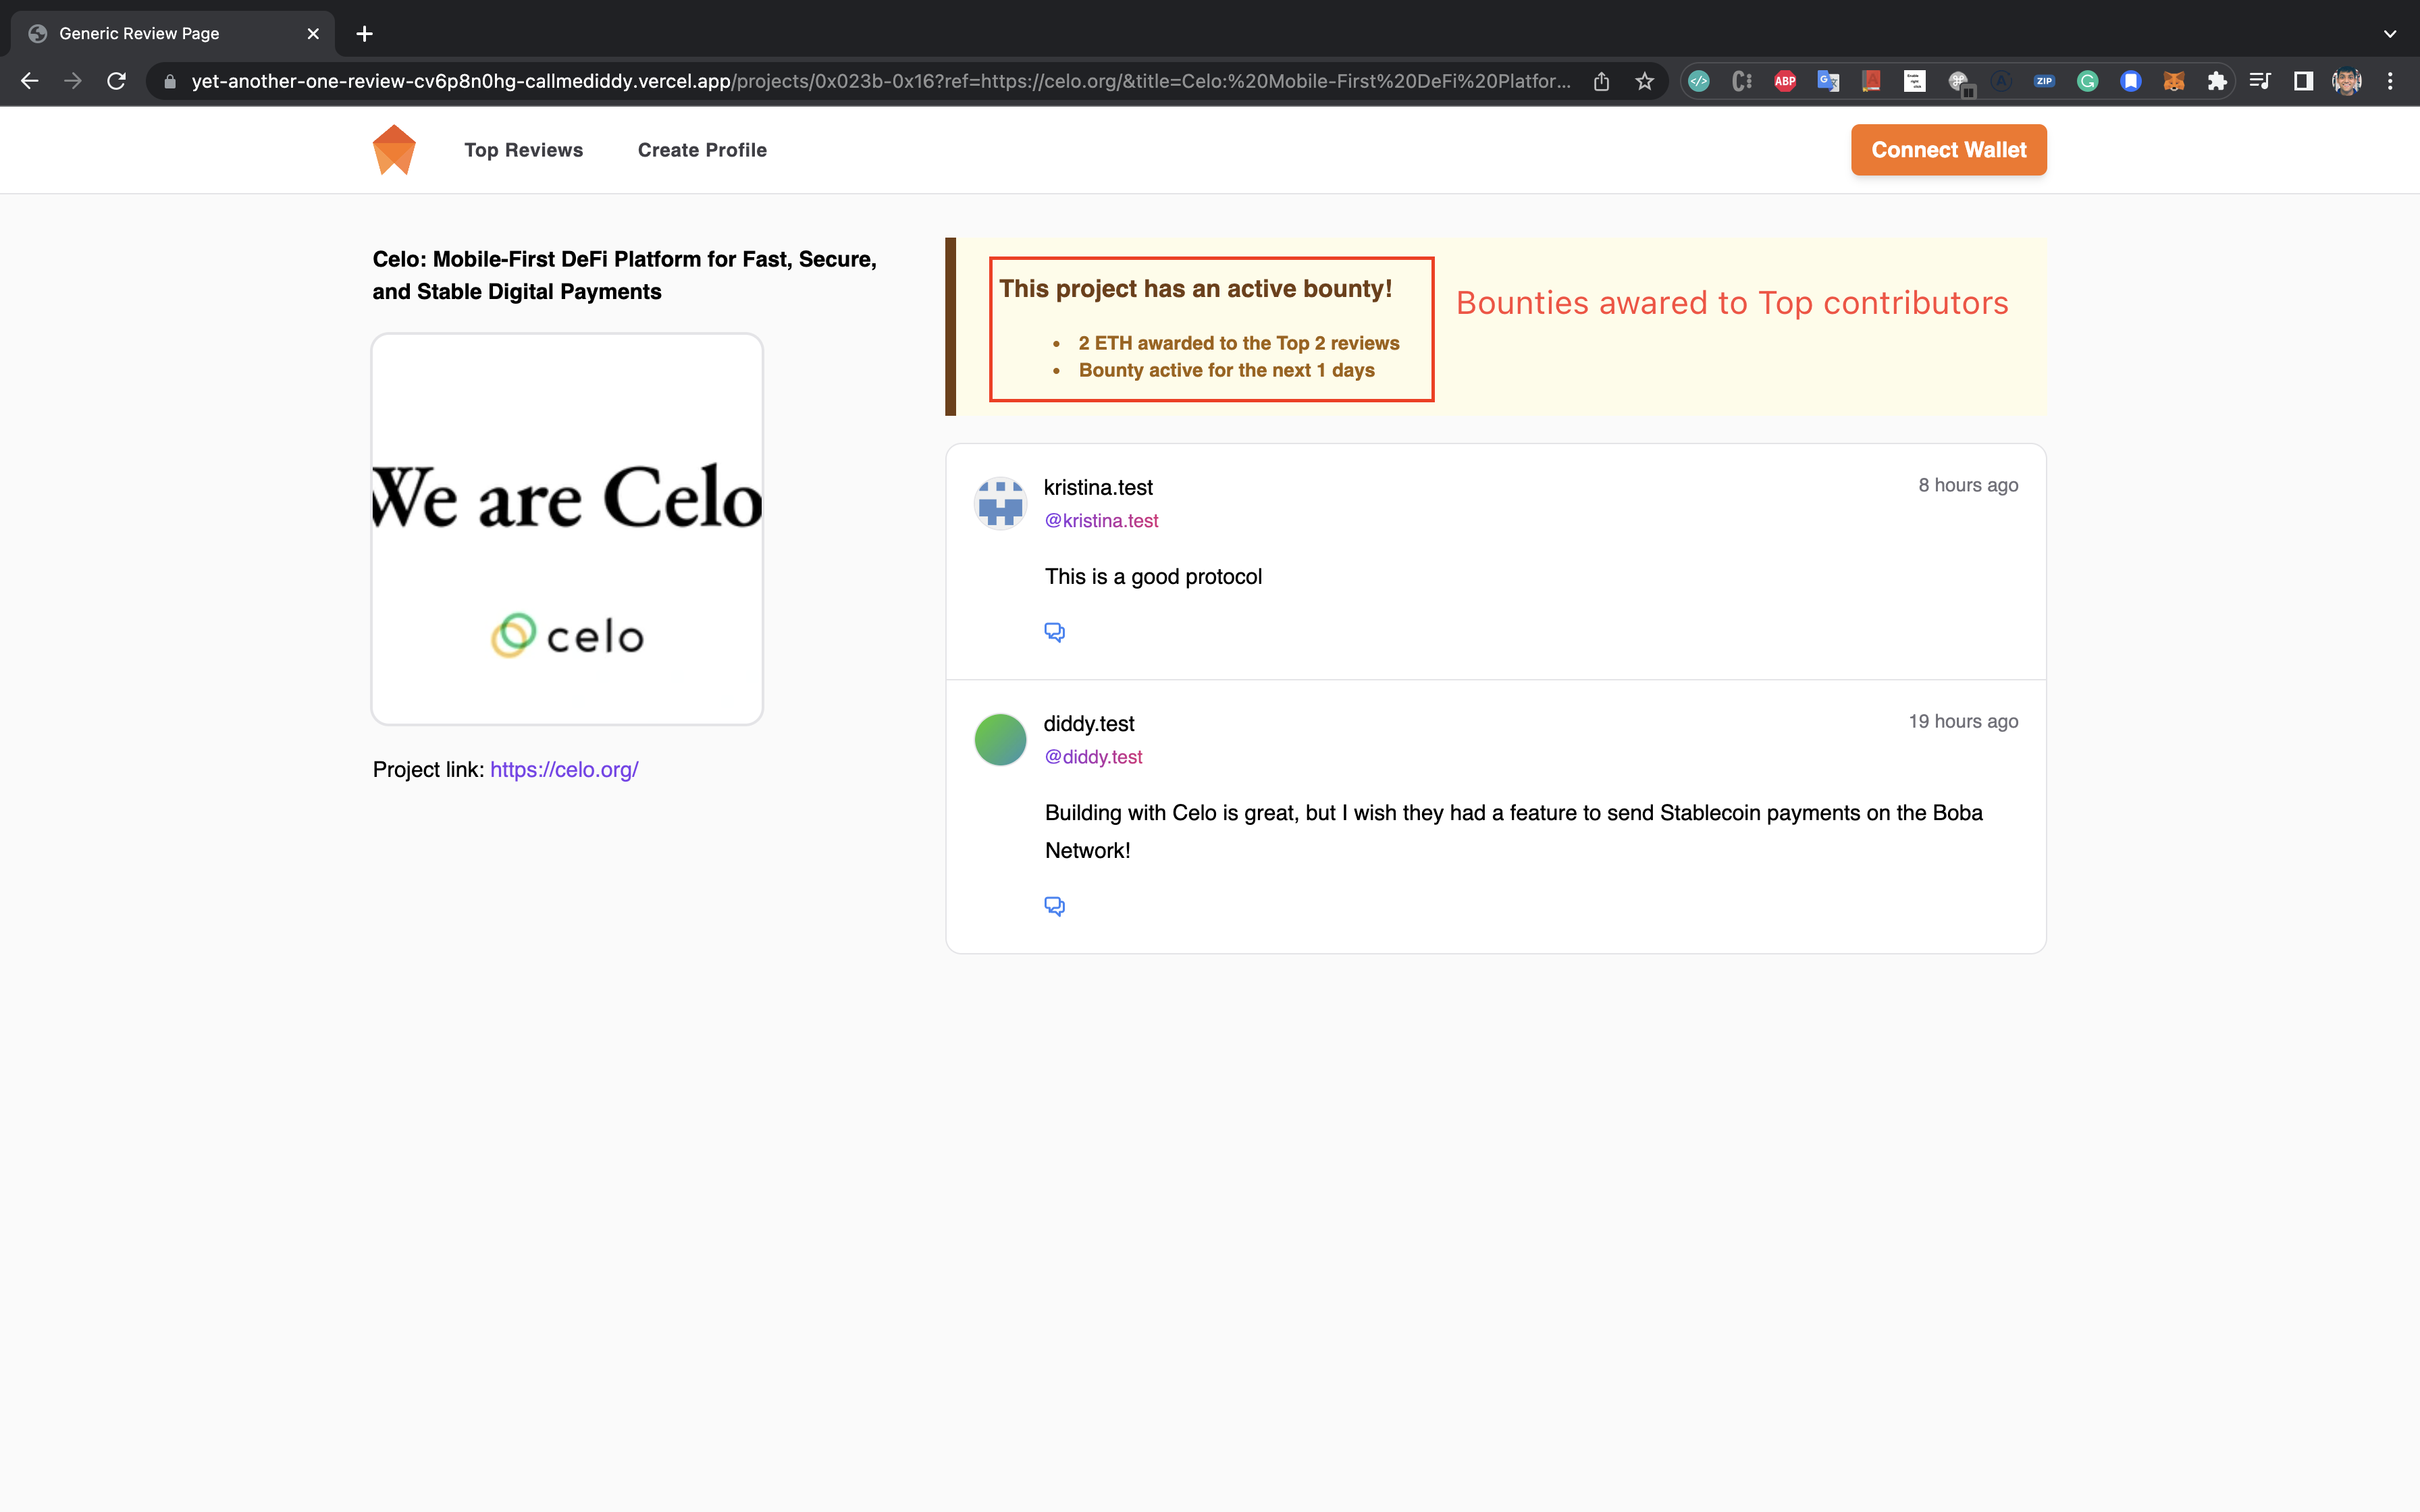 Generic Review Page
yet-another-one-review-cv6p8n0hg-callmediddy.vercel.app/projects/0x023b-0x16?ref=https://celo.org/&title=Celo:%20Mobile-First%20DeFi%20Platfor...
ABP
ZIP
Top Reviews
Create Profile
Connect Wallet
Celo: Mobile-First DeFi Platform for Fast, Secure,
and Stable Digital Payments
We are Celo
celo
Project link: https://celo.org/
This project has an active bounty!
• 2 ETH awarded to the Top 2 reviews
• Bounty active for the next 1 days
Bounties awared to Top contributors
kristina.test
8 hours ago
@kristina.test
This is a good protocol
diddy.test
19 hours ago
@diddy.test
Building with Celo is great, but I wish they had a feature to send Stablecoin payments on the Boba
Network!